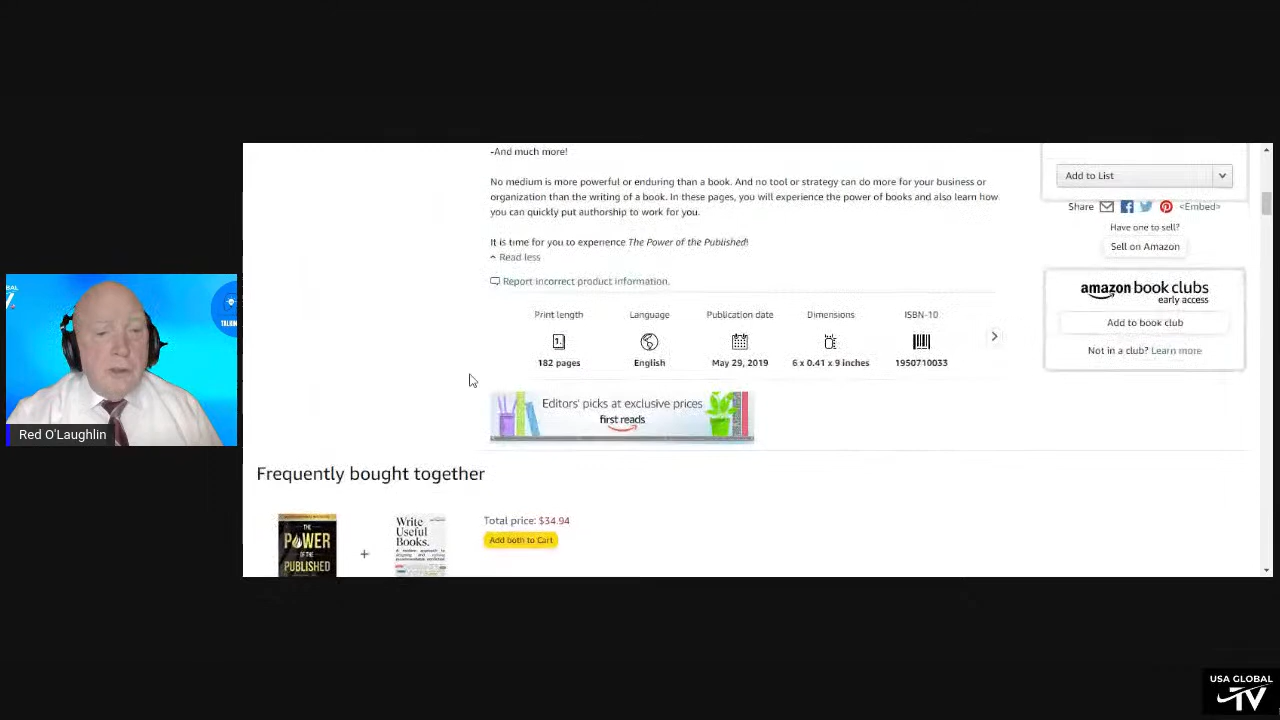 -And much more!
No medium is more powerful or enduring than a book. And no tool or strategy can do more for your business or
organization than the writing of a book. In these pages, you will experience the power of books and also learn how
you can quickly put authorship to work for you.
It is time for you to experience The Power of the Published!
Read less
Report incorrect product information.
Print length
Language
Publication date
Dimensions
ISBN-10
182 pages
English
May 29, 2019
6 x 0.41 x 9 inches
1950710033
Editors' picks at exclusive prices
first reads
Frequently bought together
THE
POWER
OF THE
PUBLISHED
+
Write
Useful
Books.
Total price: $34.94
Add both to Cart
Add to List
Share
<Embed>
Have one to sell?
Sell on Amazon
amazon book clubs
early access
Add to book club
Not in a club? Learn more
TALKIN
Red O'Laughlin
USA GLOBAL
TV